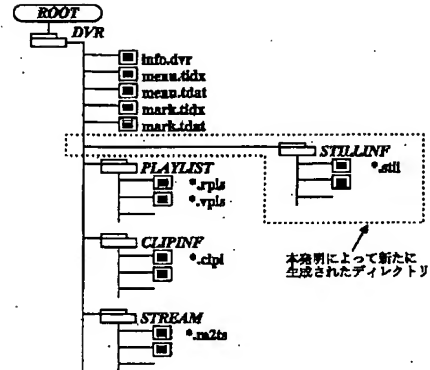 ROOT
DVR
info.dvr
menu.tidx
menu.tdat
mark.tidx
mark.tdat
STILLINF
*.stil
PLAYLIST
*.rpls
*.vpls
本発明によって新たに
生成されたディレクトリ
CLIPINF
*.clpi
STREAM
*.m2ts